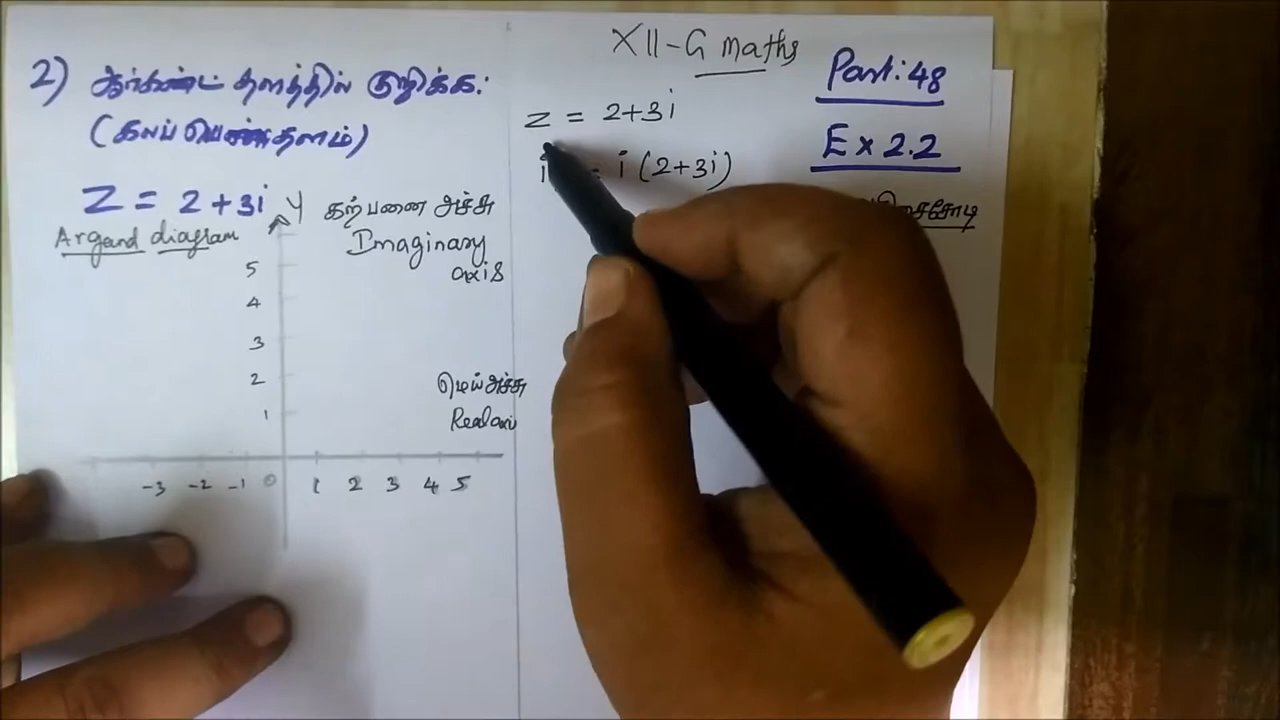 XII-G maths
Part: 48
Ex 2.2
2) ஆர்கண்ட் தளத்தில் குறிக்க:
(கலப்பெண்தளம்)
Z = 2 + 3i
Argand diagram
Y
கற்பனை அச்சு
Imaginary
axis
5
4
3
2
1
மெய்அச்சு
Real axis
-3 -2 -1 0 1 2 3 4 5
z = 2+3i
i = i (2+3i)